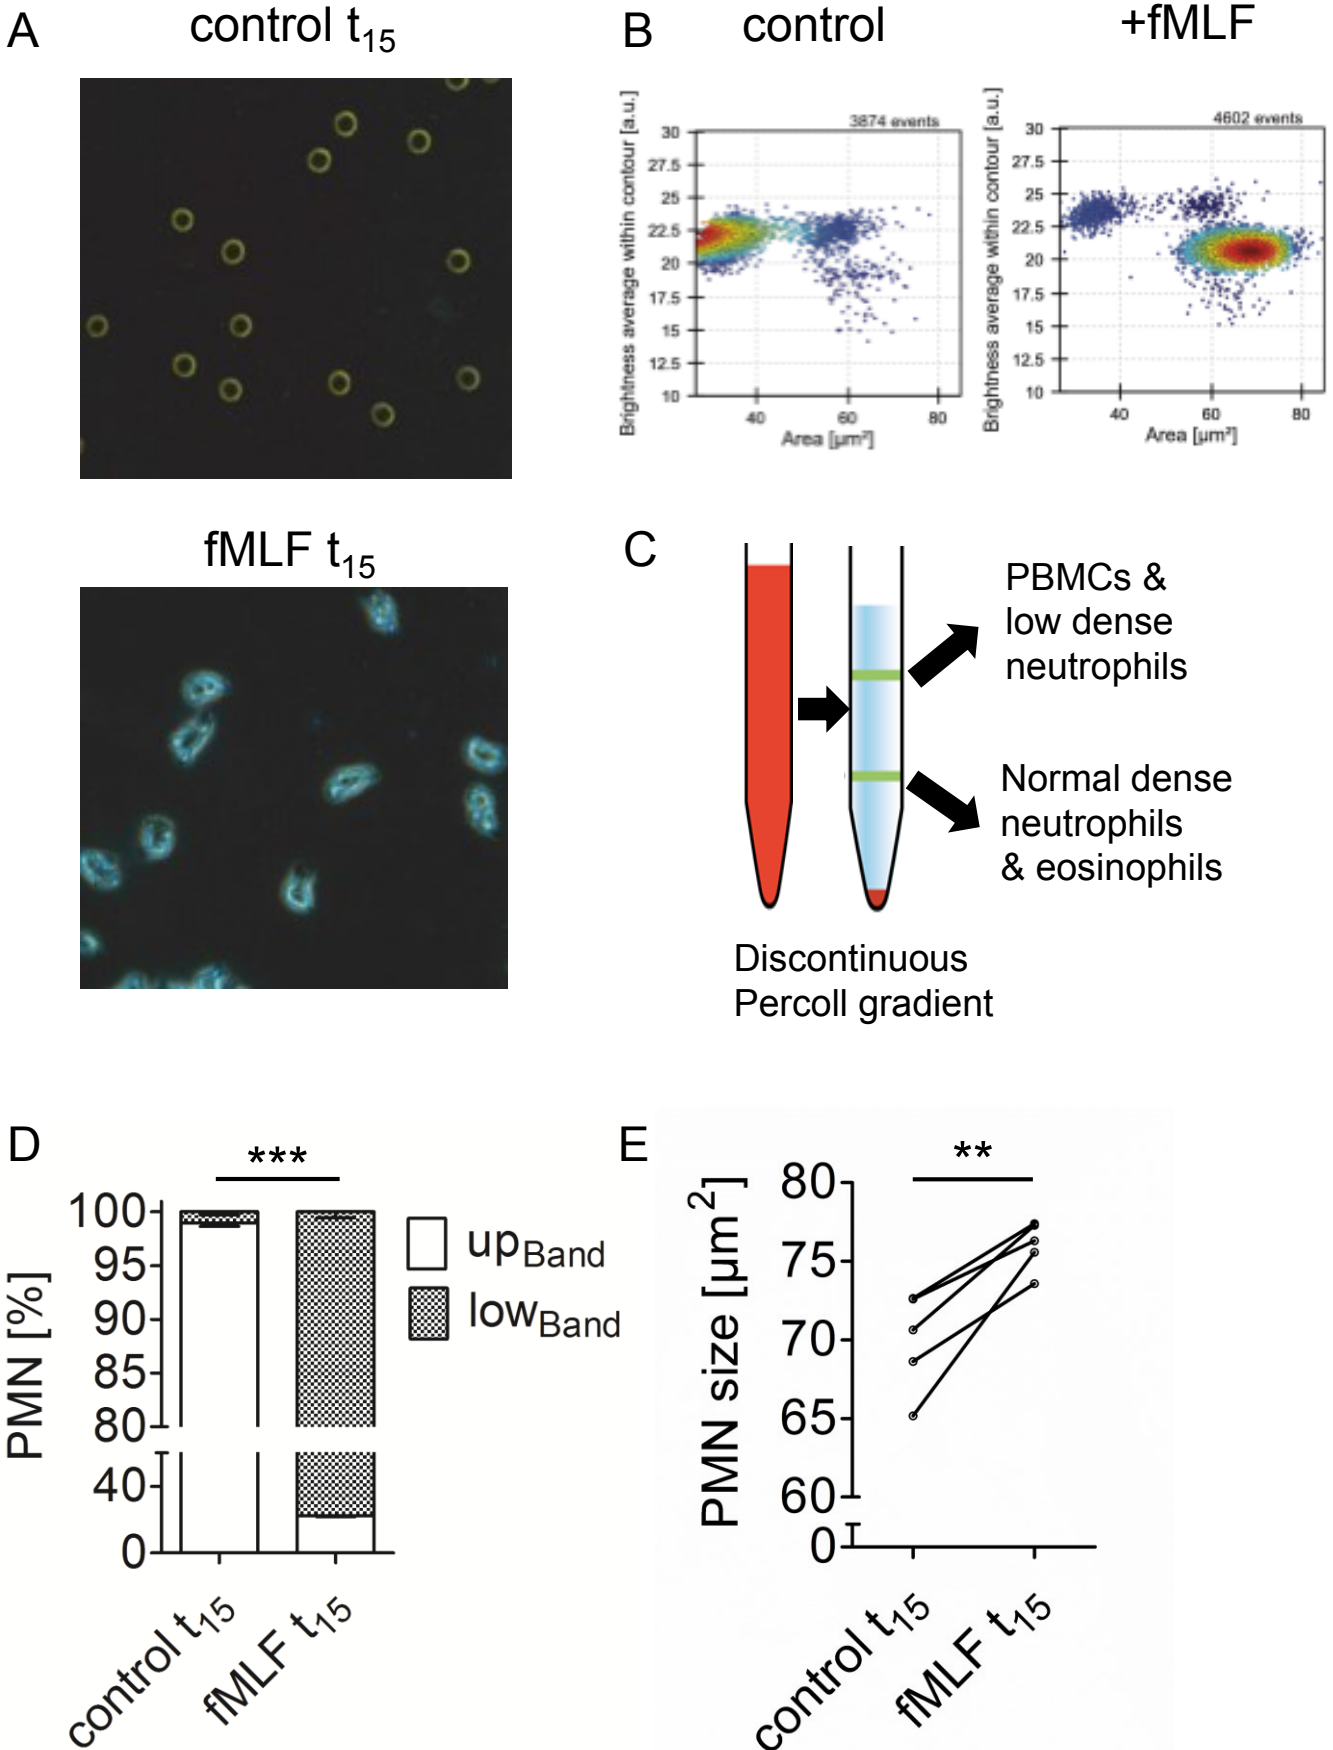 A
control t15
B
control
+fMLF
3874 events
Brightness average within contour [a.u.]
30
27.5
25
22.5
20
17.5
15
12.5
10
40
60
80
Area [µm²]
4602 events
Brightness average within contour [a.u.]
30
27.5
25
22.5
20
17.5
15
12.5
10
40
60
80
Area [µm²]
fMLF t15
C
PBMCs &
low dense
neutrophils
Normal dense
neutrophils
& eosinophils
Discontinuous
Percoll gradient
D
***
PMN [%]
100
95
90
85
80
40
0
upBand
lowBand
control t15
fMLF t15
E
**
PMN size [µm2]
80
75
70
65
60
0
control t15
fMLF t15